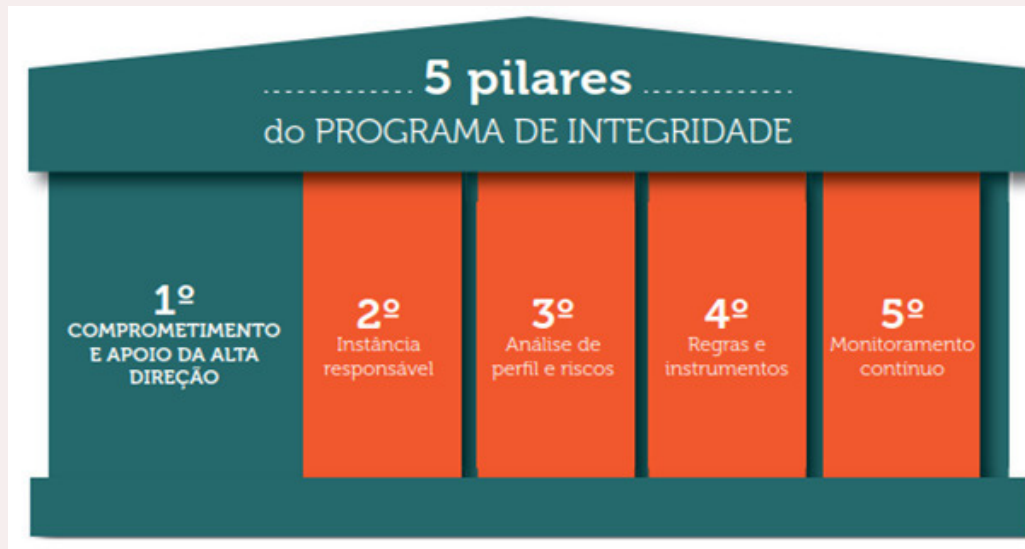 5 pilares
do PROGRAMA DE INTEGRIDADE
1º
COMPROMETIMENTO
E APOIO DA ALTA
DIREÇÃO
2º
Instância
responsável
3º
Análise de
perfil e riscos
4º
Regras e
instrumentos
5º
Monitoramento
contínuo